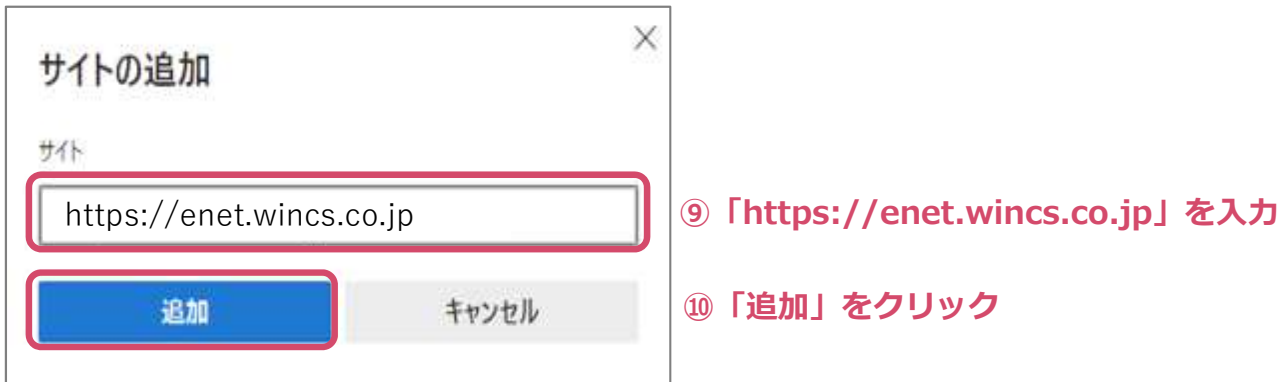 サイトの追加
サイト
https://enet.wincs.co.jp
⑨「https://enet.wincs.co.jp」を入力
追加
キャンセル
⑩「追加」をクリック